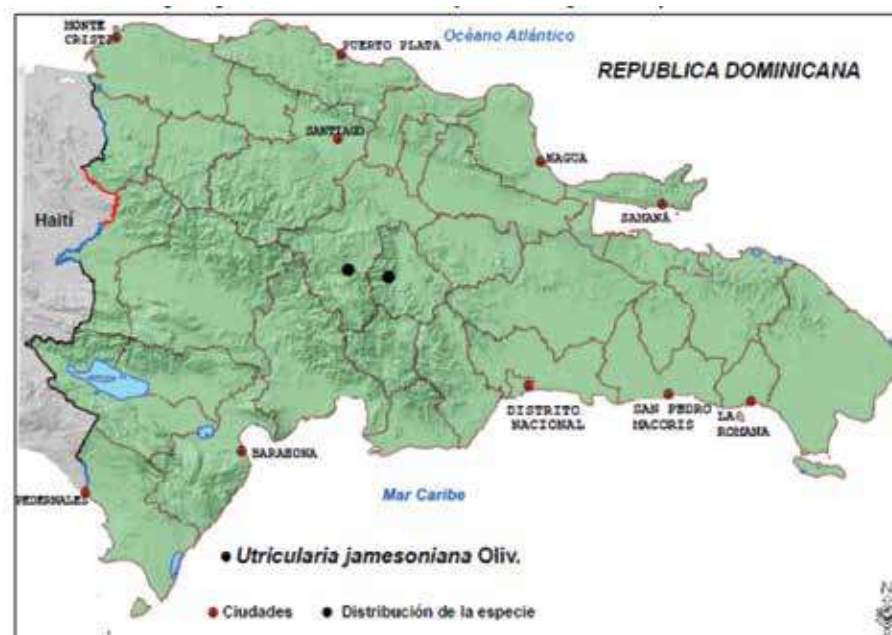 MONTE
CRISTI
PUERTO PLATA
Océano Atlántico
REPUBLICA DOMINICANA
SANTIAGO
NAGUA
SAMANÁ
Haití
DISTRITO
NACIONAL
SAN PEDRO
MACORIS
LA
ROMANA
BARAHONA
PEDERNALES
Mar Caribe
Utricularia jamesoniana Oliv.
Ciudades
Distribución de la especie